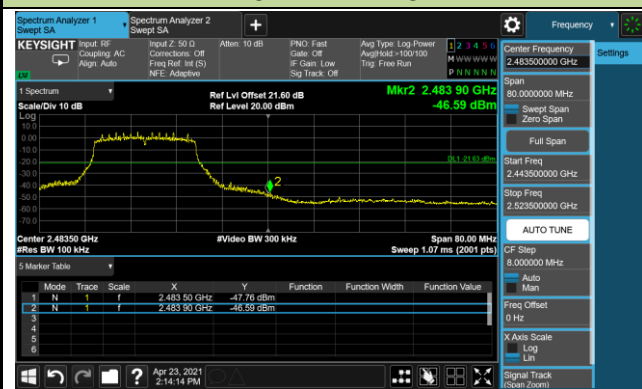 Spectrum Analyzer 1
Swept SA
Spectrum Analyzer 2
Swept SA
+
Frequency
KEYSIGHT
Input: RF
Coupling: AC
Align: Auto
Input Z: 50 Ω
Corrections: Off
Freq Ref: Int (S)
NFE: Adaptive
Atten: 10 dB
PNO: Fast
Gate: Off
IF Gain: Low
Sig Track: Off
Avg Type: Log-Power
Avg|Hold:>100/100
Trig: Free Run
1 2 3 4 5 6
M W W W W W
P N N N N N
LXI
1 Spectrum
Scale/Div 10 dB
Ref Lvl Offset 21.60 dB
Ref Level 20.00 dBm
Mkr2 2.483 90 GHz
-46.59 dBm
Log
10.0
0.00
-10.0
-20.0
-30.0
-40.0
-50.0
-60.0
-70.0
DL1 -21.63 dBm
2
Center 2.48350 GHz
#Res BW 100 kHz
#Video BW 300 kHz
Span 80.00 MHz
Sweep 1.07 ms (2001 pts)
5 Marker Table
Mode Trace Scale X Y Function Function Width Function Value
1 N 1 f 2.483 50 GHz -47.76 dBm
2 N 1 f 2.483 90 GHz -46.59 dBm
3
4
5
6
Apr 23, 2021
2:14:14 PM
Center Frequency
2.483500000 GHz
Settings
Span
80.0000000 MHz
Swept Span
Zero Span
Full Span
Start Freq
2.443500000 GHz
Stop Freq
2.523500000 GHz
AUTO TUNE
CF Step
8.000000 MHz
Auto
Man
Freq Offset
0 Hz
X Axis Scale
Log
Lin
Signal Track
(Span Zoom)